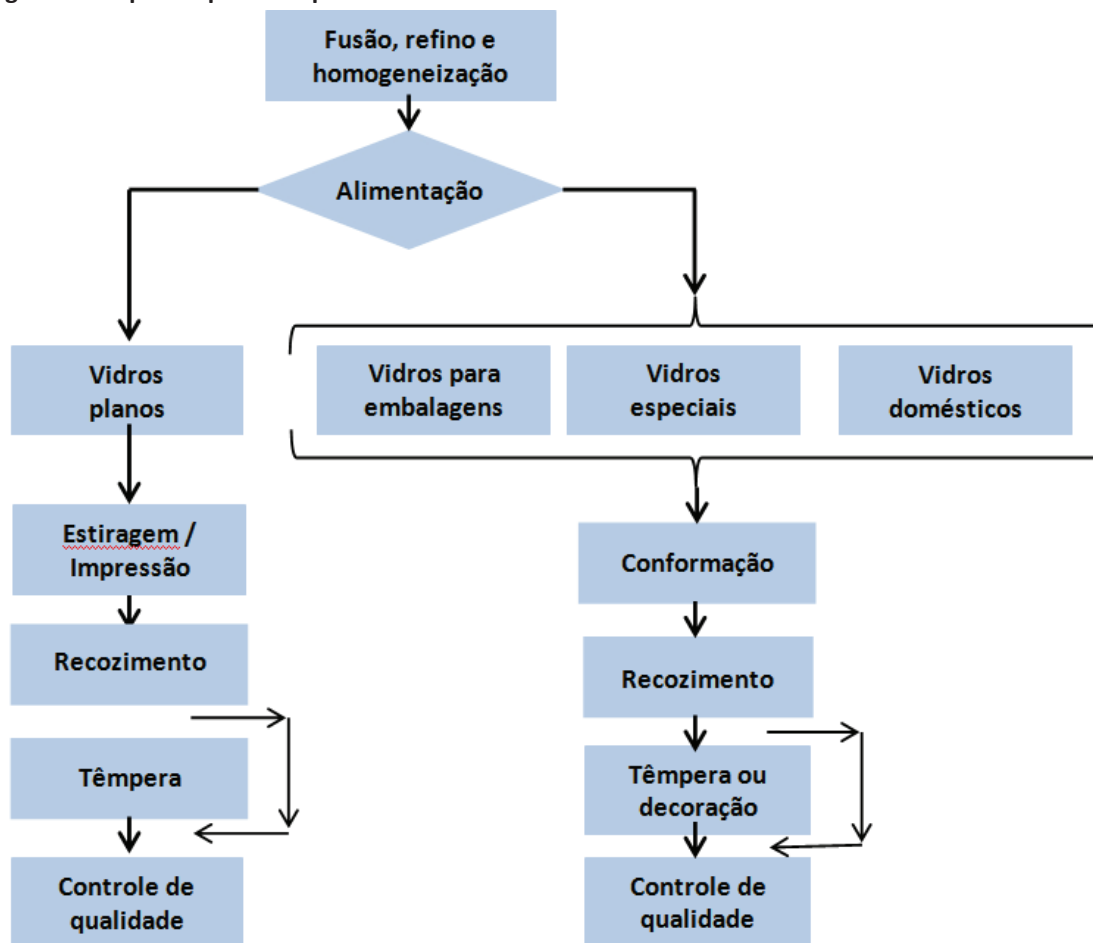 Fusão, refino e
homogeneização
Alimentação
Vidros
planos
Vidros para
embalagens
Vidros
especiais
Vidros
domésticos
Estiragem /
Impressão
Conformação
Recozimento
Recozimento
Têmpera
Têmpera ou
decoração
Controle de
qualidade
Controle de
qualidade